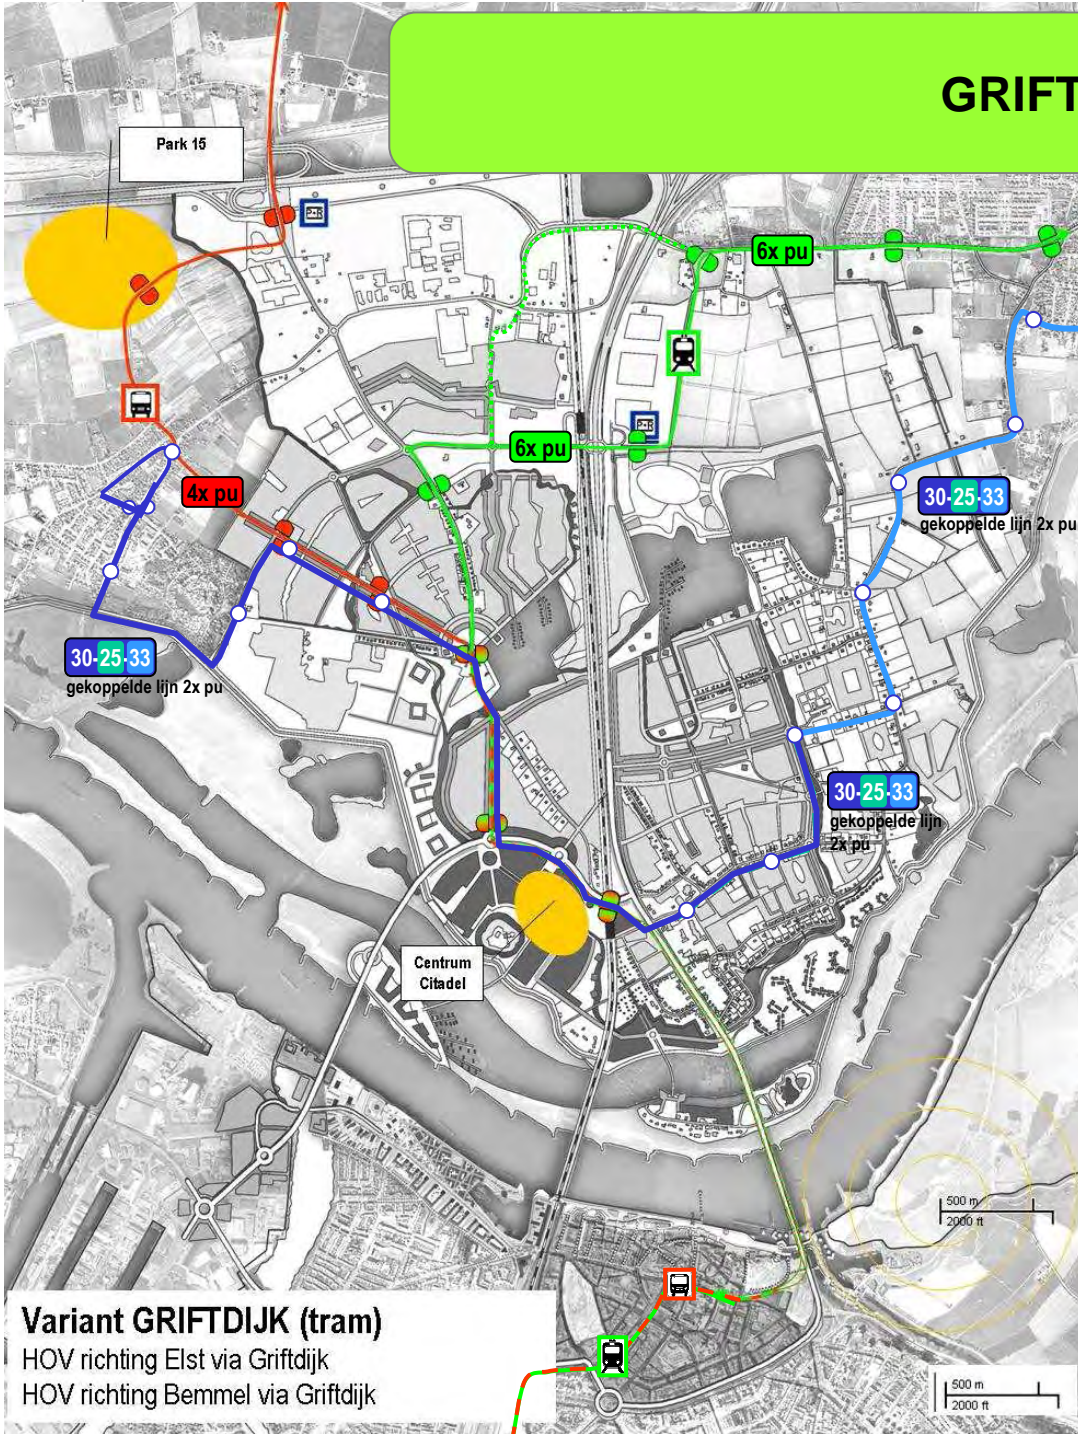 GRIFT
Park 15
P+R
6x pu
P+R
6x pu
4x pu
30-25-33
gekoppelde lijn 2x pu
30-25-33
gekoppelde lijn 2x pu
30-25-33
gekoppelde lijn
2x pu
Centrum
Citadel
500 m
2000 ft
Variant GRIFTDIJK (tram)
HOV richting Elst via Griftdijk
HOV richting Bemmel via Griftdijk
500 m
2000 ft